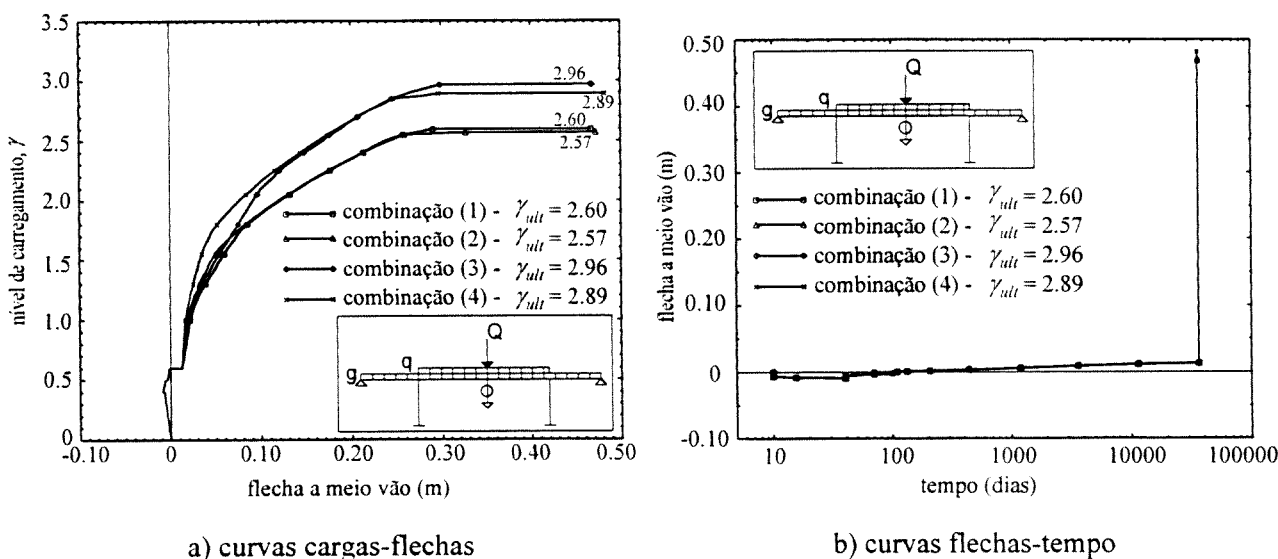 3.5
3.0
2.5
2.0
1.5
1.0
0.5
0
-0.10
0
0.10
0.20
0.30
0.40
0.50
nível de carregamento, γ
flecha a meio vão (m)
2.96
2.89
2.60
2.57
combinação (1) - γult = 2.60
combinação (2) - γult = 2.57
combinação (3) - γult = 2.96
combinação (4) - γult = 2.89
Q
q
g
a) curvas cargas-flechas
0.50
0.40
0.30
0.20
0.10
0
-0.10
10
100
1000
10000
100000
flecha a meio vão (m)
tempo (dias)
Q
q
g
combinação (1) - γult = 2.60
combinação (2) - γult = 2.57
combinação (3) - γult = 2.96
combinação (4) - γult = 2.89
b) curvas flechas-tempo